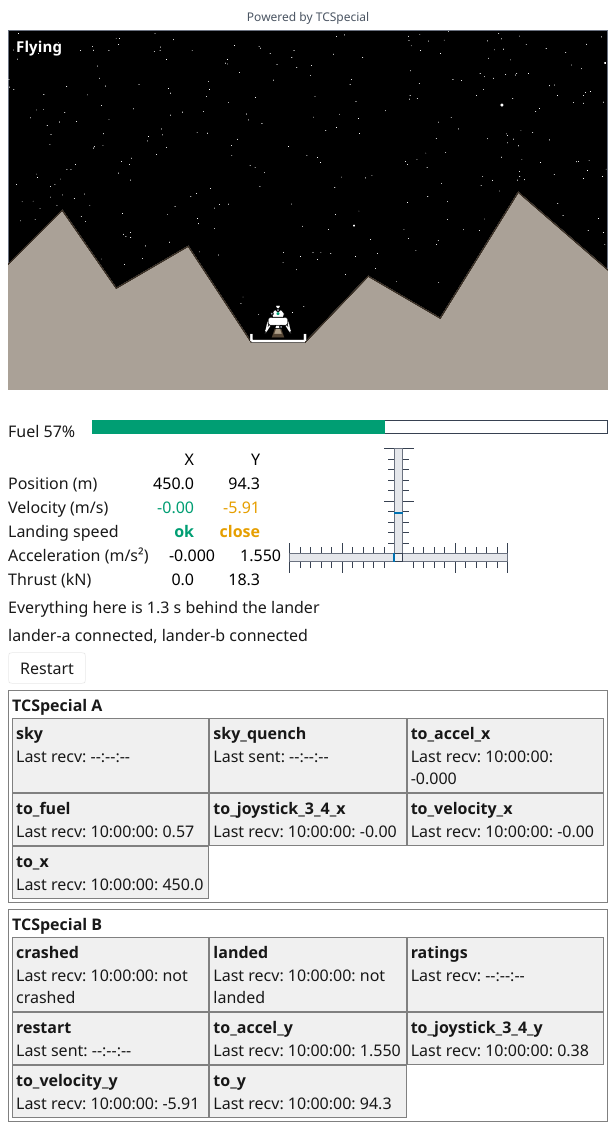 Powered by TCSpecial
Flying
Fuel 57%
X Y
Position (m) 450.0 94.3
Velocity (m/s) -0.00 -5.91
Landing speed ok close
Acceleration (m/s²) -0.000 1.550
Thrust (kN) 0.0 18.3
Everything here is 1.3 s behind the lander
lander-a connected, lander-b connected
Restart
TCSpecial A
sky sky_quench to_accel_x
Last recv: --:--:-- Last sent: --:--:-- Last recv: 10:00:00:
-0.000
to_fuel to_joystick_3_4_x to_velocity_x
Last recv: 10:00:00: 0.57 Last recv: 10:00:00: -0.00 Last recv: 10:00:00: -0.00
to_x
Last recv: 10:00:00: 450.0
TCSpecial B
crashed landed ratings
Last recv: 10:00:00: not Last recv: 10:00:00: not Last recv: --:--:--
crashed landed
restart to_accel_y to_joystick_3_4_y
Last sent: --:--:-- Last recv: 10:00:00: 1.550 Last recv: 10:00:00: 0.38
to_velocity_y to_y
Last recv: 10:00:00: -5.91 Last recv: 10:00:00: 94.3